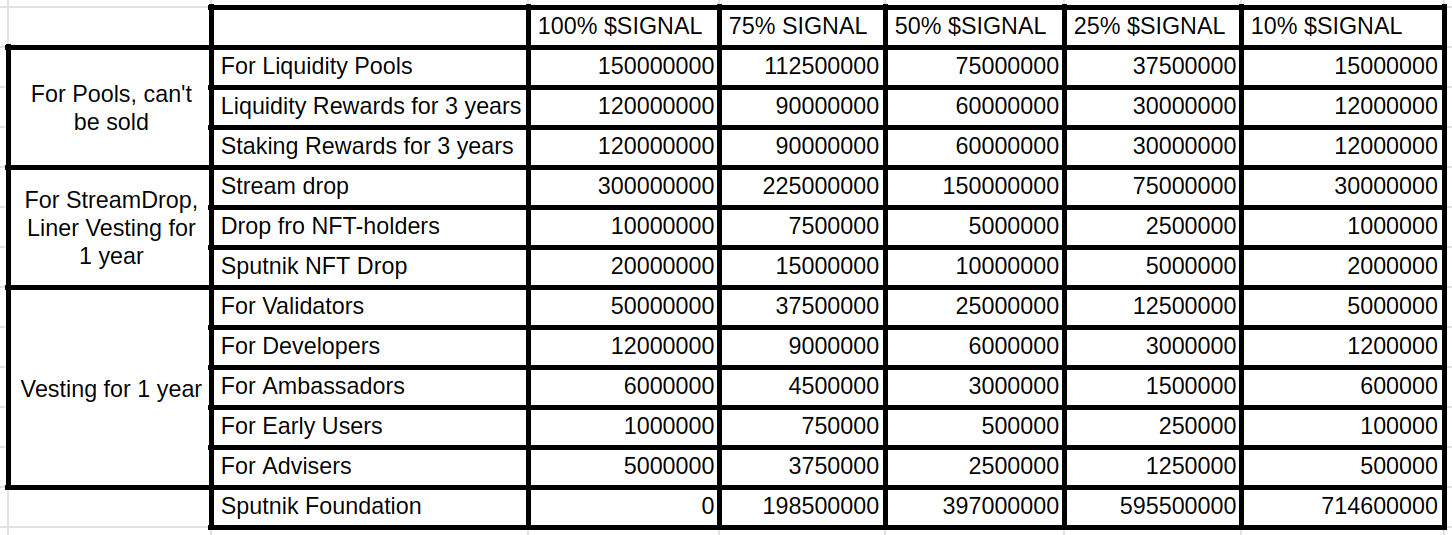 100% $SIGNAL 75% SIGNAL 50% $SIGNAL 25% $SIGNAL 10% $SIGNAL
For Pools, can't
be sold
For Liquidity Pools 150000000 112500000 75000000 37500000 15000000
Liquidity Rewards for 3 years 120000000 90000000 60000000 30000000 12000000
Staking Rewards for 3 years 120000000 90000000 60000000 30000000 12000000
For StreamDrop,
Liner Vesting for
1 year
Stream drop 300000000 225000000 150000000 75000000 30000000
Drop fro NFT-holders 10000000 7500000 5000000 2500000 1000000
Sputnik NFT Drop 20000000 15000000 10000000 5000000 2000000
Vesting for 1 year
For Validators 50000000 37500000 25000000 12500000 5000000
For Developers 12000000 9000000 6000000 3000000 1200000
For Ambassadors 6000000 4500000 3000000 1500000 600000
For Early Users 1000000 750000 500000 250000 100000
For Advisers 5000000 3750000 2500000 1250000 500000
Sputnik Foundation 0 198500000 397000000 595500000 714600000